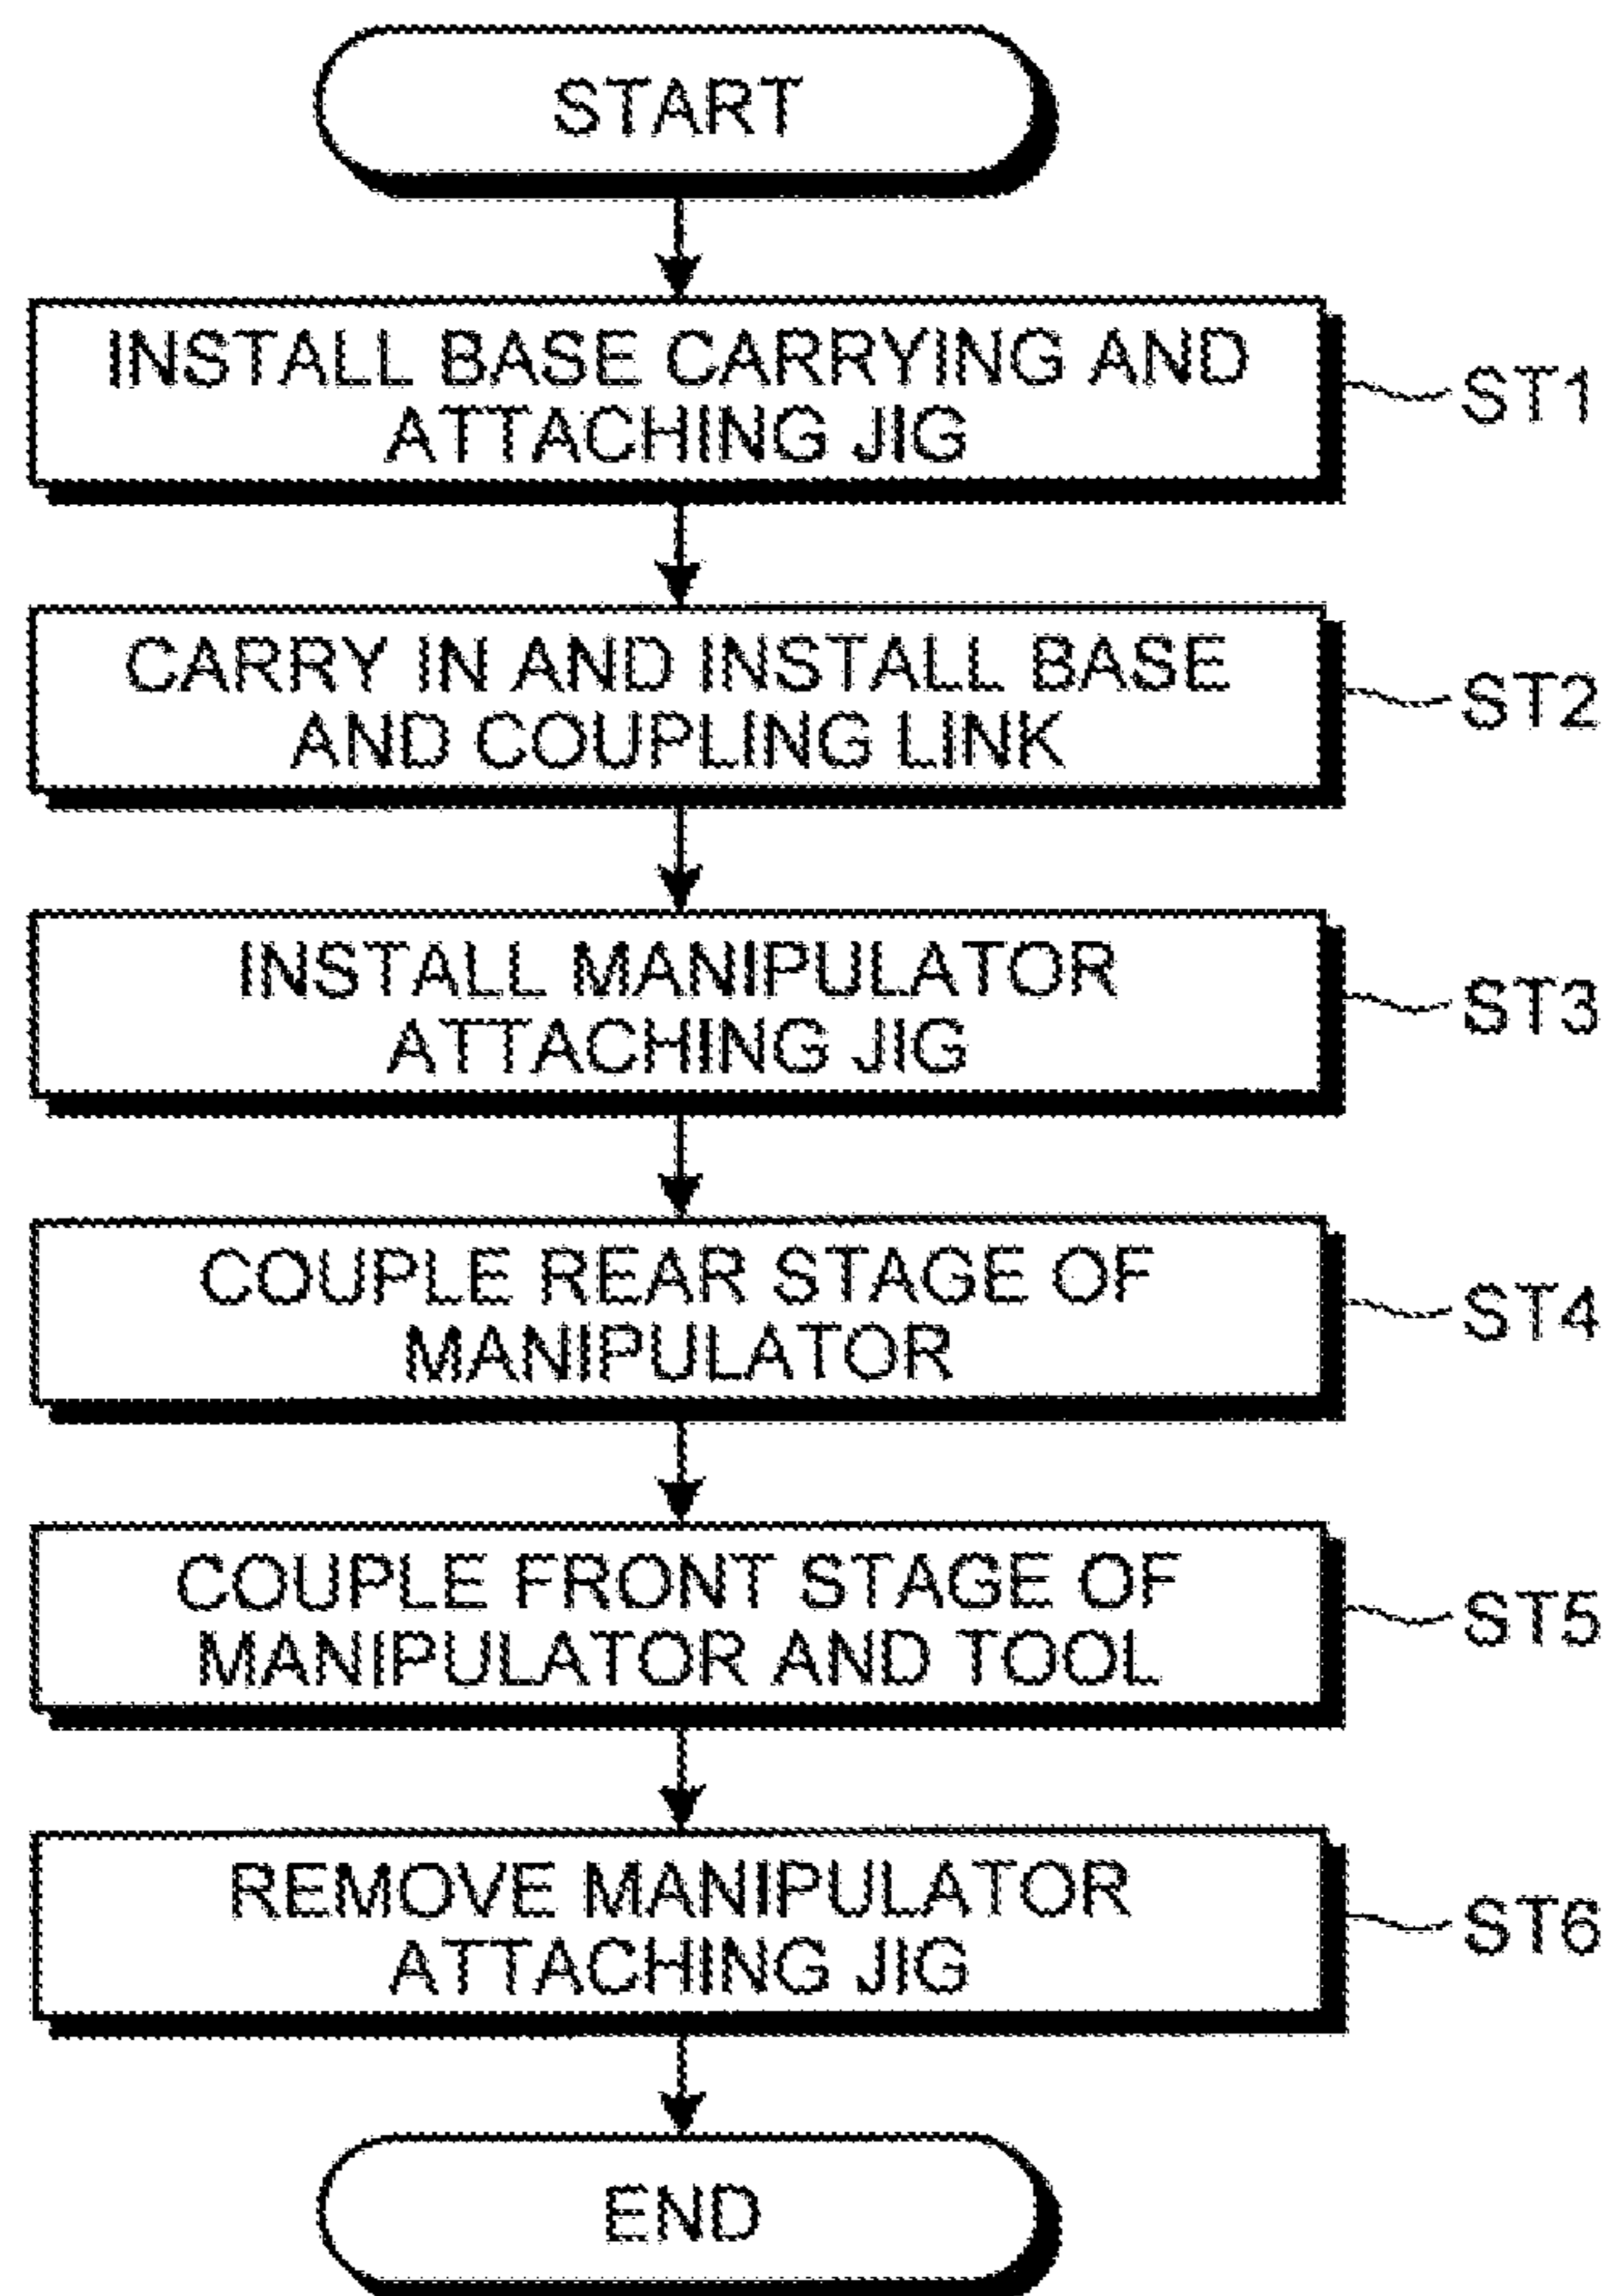 START
INSTALL BASE CARRYING AND
ATTACHING JIG
ST1
CARRY IN AND INSTALL BASE
AND COUPLING LINK
ST2
INSTALL MANIPULATOR
ATTACHING JIG
ST3
COUPLE REAR STAGE OF
MANIPULATOR
ST4
COUPLE FRONT STAGE OF
MANIPULATOR AND TOOL
ST5
REMOVE MANIPULATOR
ATTACHING JIG
ST6
END